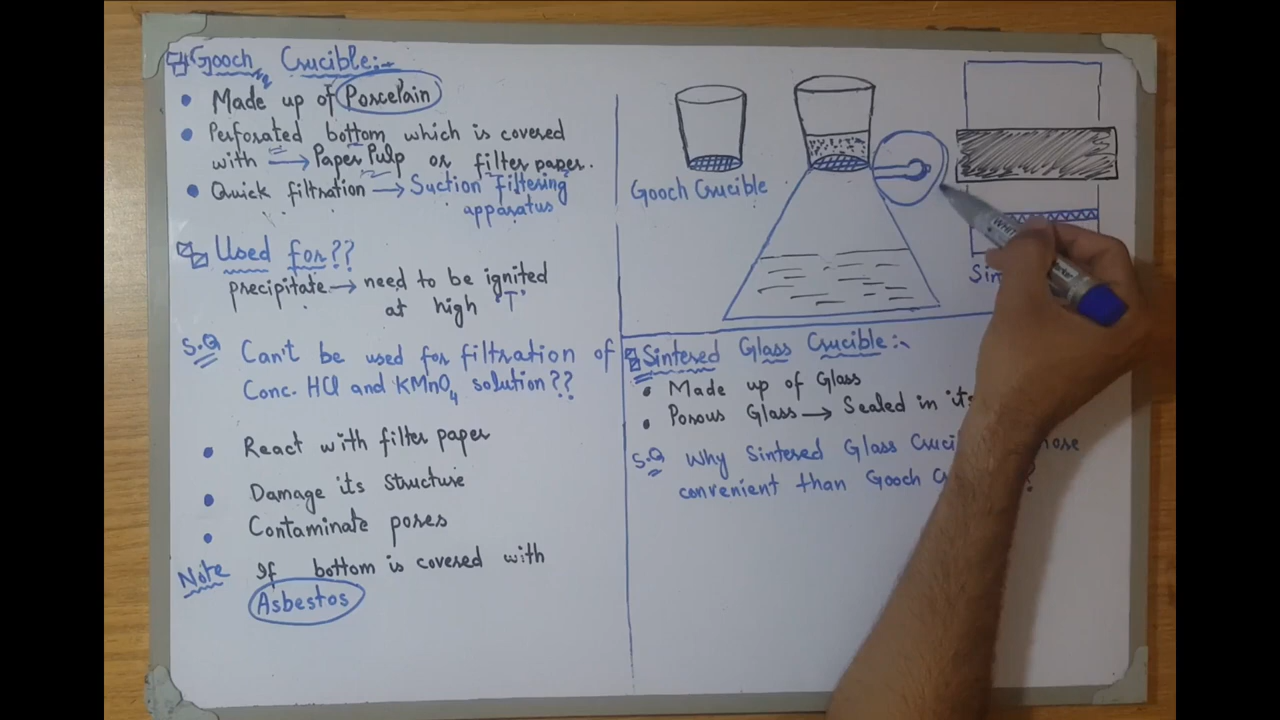 Gooch Crucible:-
• Made up of Porcelain
• Perforated bottom which is covered
with → Paper Pulp or filter paper.
• Quick filtration → Suction filtering
apparatus
Used for??
precipitate → need to be ignited
at high 'T'
S.Q Can't be used for filtration of
Conc. HCl and KMnO4 solution??
• React with filter paper
• Damage its structure
• Contaminate pores
Note If bottom is covered with
Asbestos
Gooch Crucible
Sintered Glass Crucible:-
• Made up of Glass
• Porous Glass → Sealed in its
S.Q Why Sintered Glass
convenient than Gooch